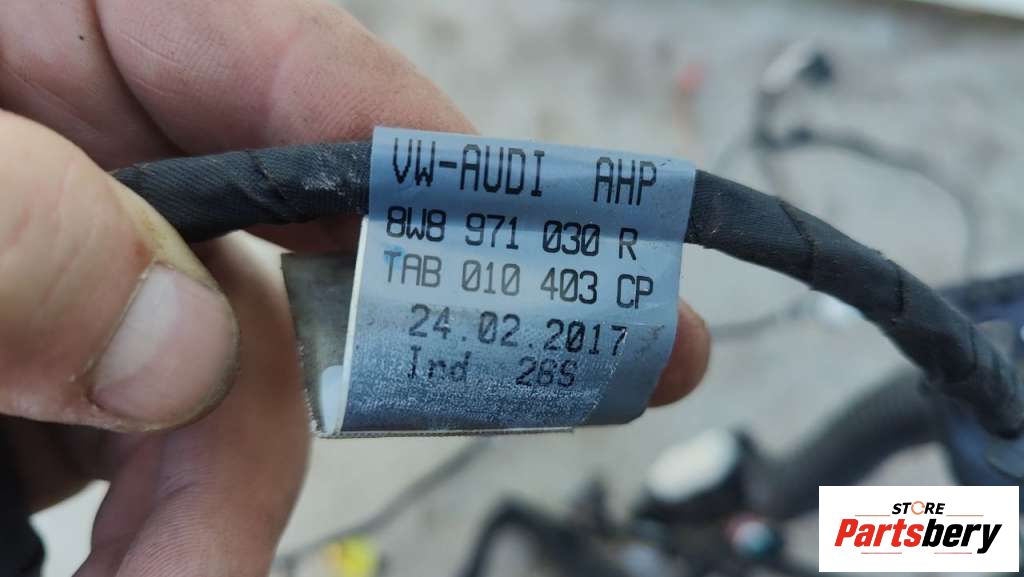 VW-AUDI AHP
8W8 971 030 R
TAB 010 403 CP
24.02.2017
Ind 28S
STORE
Partsbery